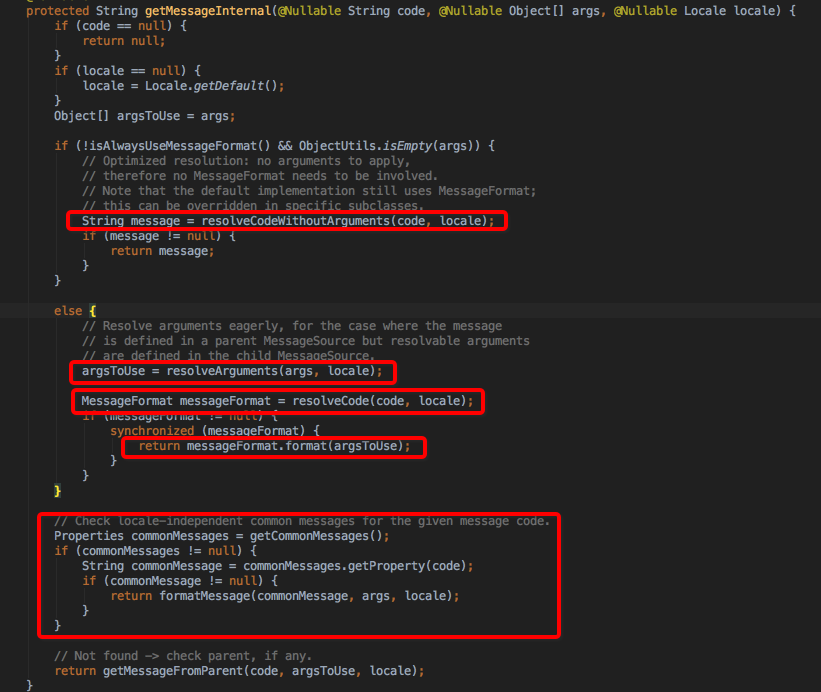 protected String getMessageInternal(@Nullable String code, @Nullable Object[] args, @Nullable Locale locale) {
if (code == null) {
return null;
}
if (locale == null) {
locale = Locale.getDefault();
}
Object[] argsToUse = args;
if (!isAlwaysUseMessageFormat() && ObjectUtils.isEmpty(args)) {
// Optimized resolution: no arguments to apply,
// therefore no MessageFormat needs to be involved.
// Note that the default implementation still uses MessageFormat;
// this can be overridden in specific subclasses.
String message = resolveCodeWithoutArguments(code, locale);
if (message != null) {
return message;
}
}
else {
// Resolve arguments eagerly, for the case where the message
// is defined in a parent MessageSource but resolvable arguments
// are defined in the child MessageSource.
argsToUse = resolveArguments(args, locale);
MessageFormat messageFormat = resolveCode(code, locale);
if (messageFormat != null) {
synchronized (messageFormat) {
return messageFormat.format(argsToUse);
}
}
}
// Check locale-independent common messages for the given message code.
Properties commonMessages = getCommonMessages();
if (commonMessages != null) {
String commonMessage = commonMessages.getProperty(code);
if (commonMessage != null) {
return formatMessage(commonMessage, args, locale);
}
}
// Not found -> check parent, if any.
return getMessageFromParent(code, argsToUse, locale);
}